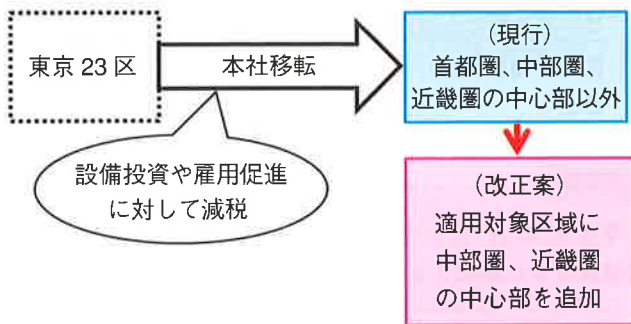 東京 23 区
本社移転
(現行)
首都圏、中部圏、
近畿圏の中心部以外
設備投資や雇用促進
に対して減税
(改正案)
適用対象区域に
中部圏、近畿圏
の中心部を追加